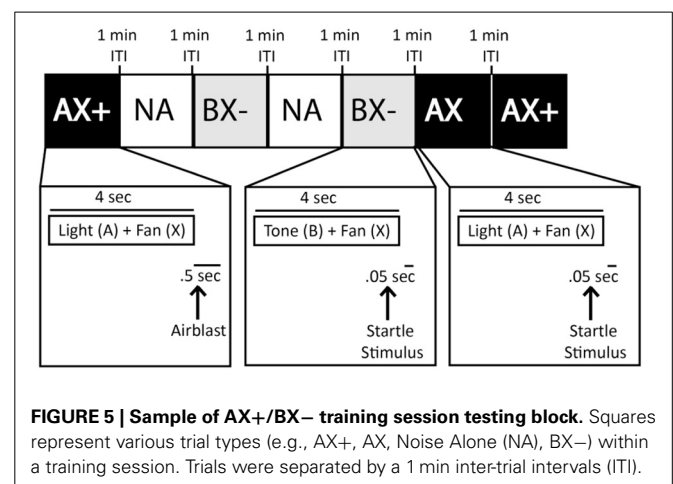 1 min 1 min 1 min 1 min 1 min 1 min
ITI ITI ITI ITI ITI ITI
AX+ NA BX- NA BX- AX AX+
4 sec 4 sec 4 sec
Light (A) + Fan (X) Tone (B) + Fan (X) Light (A) + Fan (X)
.5 sec .05 sec .05 sec
Airblast Startle Startle
Stimulus Stimulus
FIGURE 5 | Sample of AX+/BX− training session testing block. Squares
represent various trial types (e.g., AX+, AX, Noise Alone (NA), BX−) within
a training session. Trials were separated by a 1 min inter-trial intervals (ITI).